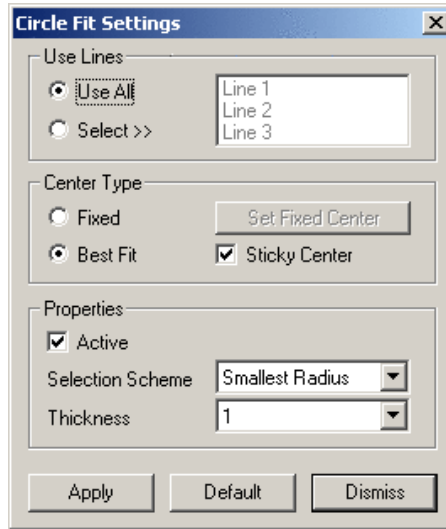 Circle Fit Settings
Use Lines
Use All
Select >>
Line 1
Line 2
Line 3
Center Type
Fixed
Set Fixed Center
Best Fit
Sticky Center
Properties
Active
Selection Scheme
Smallest Radius
Thickness
1
Apply
Default
Dismiss